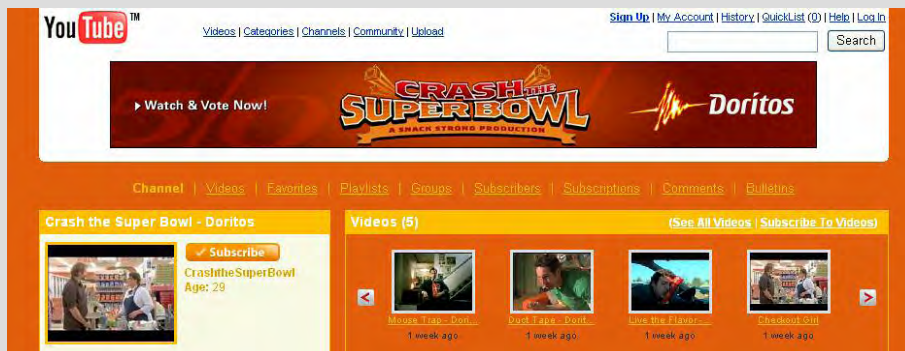 You Tube TM
Sign Up | My Account | History | QuickList (0) | Help | Log In
Videos | Categories | Channels | Community | Upload
Search
Watch & Vote Now!
CRASH THE
SUPER BOWL
A SNACK STRONG PRODUCTION
Doritos
Channel | Videos | Favorites | Playlists | Groups | Subscribers | Subscriptions | Comments | Bulletins
Crash the Super Bowl - Doritos
Videos (5)
(See All Videos | Subscribe To Videos)
Subscribe
CrashtheSuperBowl
Age: 29
Mouse Trap - Dori...
Duct Tape - Dorit...
Live the Flavor-...
Checkout Girl
1 week ago
1 week ago
1 week ago
1 week ago